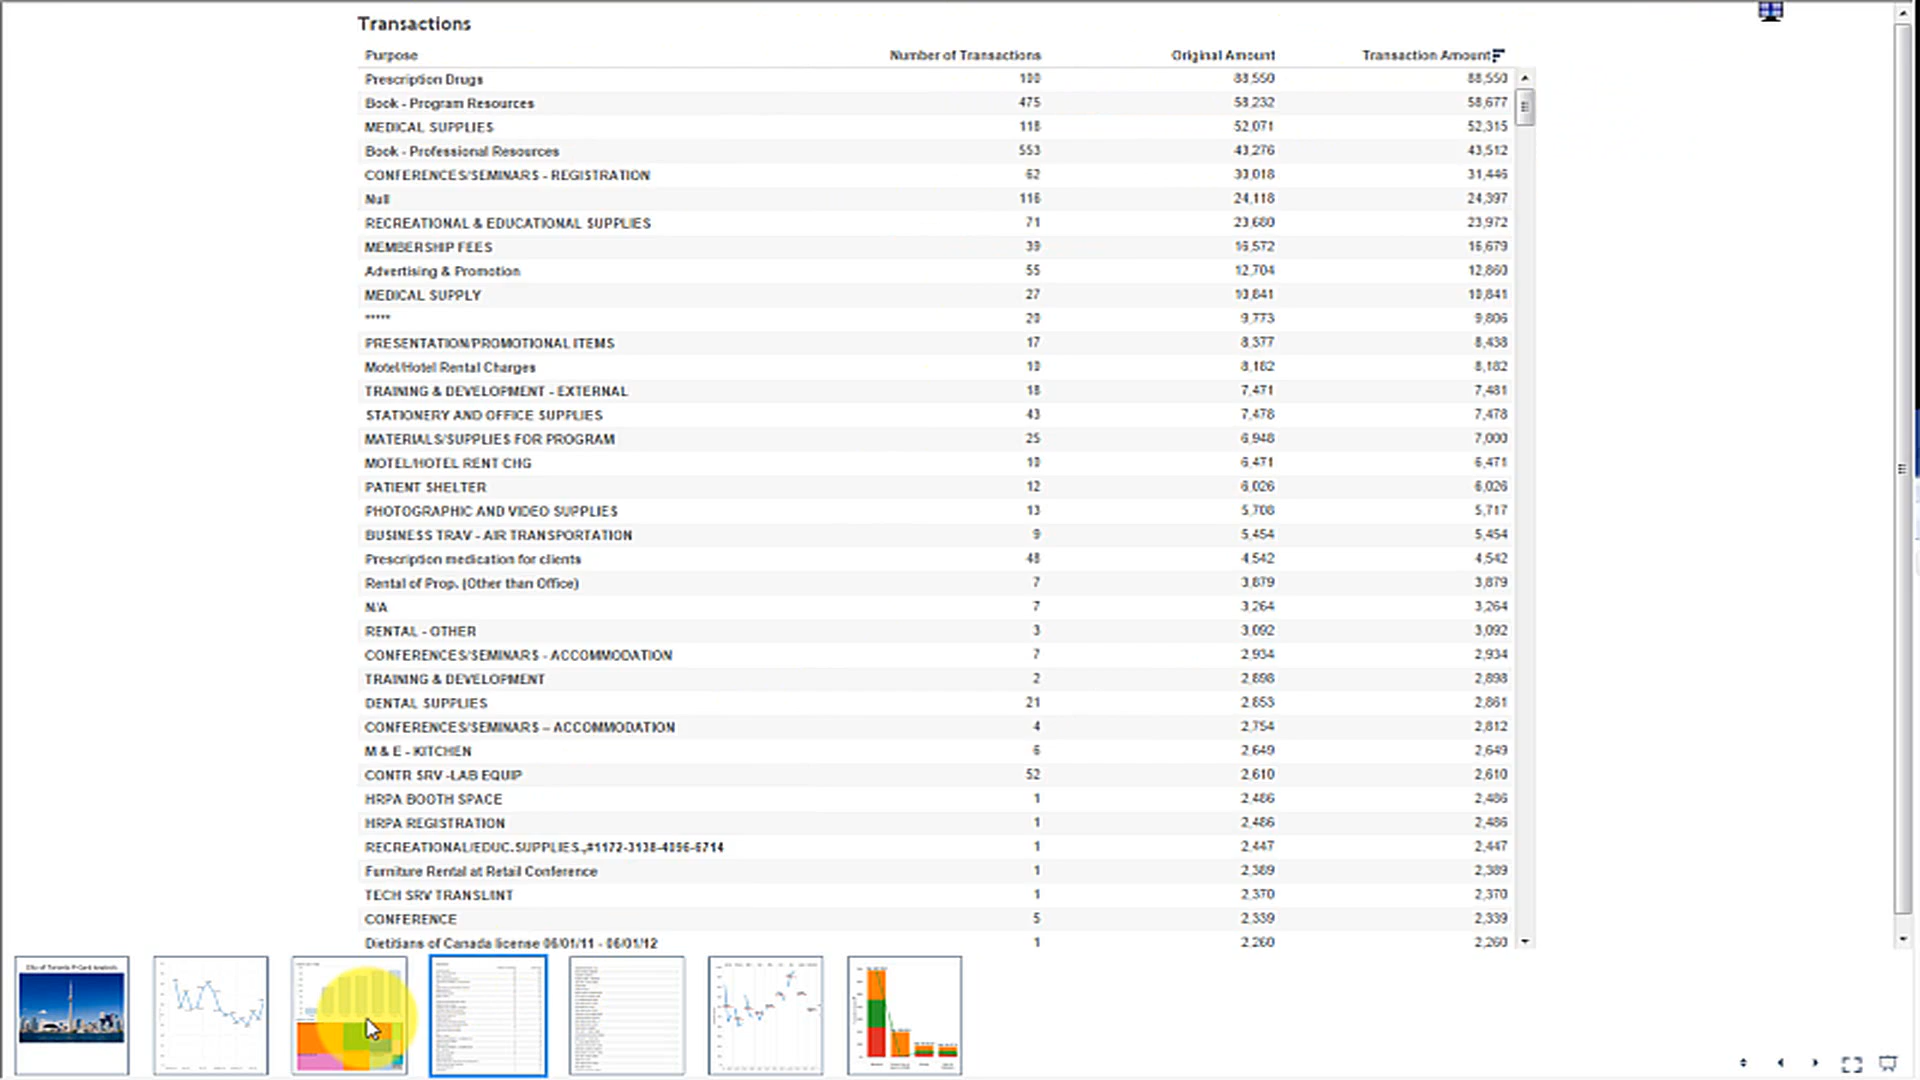 Transactions
Purpose Number of Transactions Original Amount Transaction Amount
Prescription Drugs 100 88,550 88,550
Book - Program Resources 475 58,232 58,677
MEDICAL SUPPLIES 118 52,071 52,315
Book - Professional Resources 553 43,276 43,512
CONFERENCES/SEMINARS - REGISTRATION 62 30,018 31,446
Null 116 24,118 24,397
RECREATIONAL & EDUCATIONAL SUPPLIES 71 23,680 23,972
MEMBERSHIP FEES 39 16,572 16,679
Advertising & Promotion 55 12,704 12,860
MEDICAL SUPPLY 27 10,841 10,841
***** 20 9,773 9,806
PRESENTATION/PROMOTIONAL ITEMS 17 8,377 8,438
Motel/Hotel Rental Charges 10 8,182 8,182
TRAINING & DEVELOPMENT - EXTERNAL 18 7,471 7,481
STATIONERY AND OFFICE SUPPLIES 43 7,478 7,478
MATERIALS/SUPPLIES FOR PROGRAM 25 6,948 7,000
MOTEL/HOTEL RENT CHG 10 6,471 6,471
PATIENT SHELTER 12 6,026 6,026
PHOTOGRAPHIC AND VIDEO SUPPLIES 13 5,708 5,717
BUSINESS TRAV - AIR TRANSPORTATION 9 5,454 5,454
Prescription medication for clients 48 4,542 4,542
Rental of Prop. (Other than Office) 7 3,879 3,879
N/A 7 3,264 3,264
RENTAL - OTHER 3 3,092 3,092
CONFERENCES/SEMINARS - ACCOMMODATION 7 2,934 2,934
TRAINING & DEVELOPMENT 2 2,898 2,898
DENTAL SUPPLIES 21 2,853 2,861
CONFERENCES/SEMINARS – ACCOMMODATION 4 2,754 2,812
M & E - KITCHEN 6 2,649 2,649
CONTR SRV -LAB EQUIP 52 2,610 2,610
HRPA BOOTH SPACE 1 2,486 2,486
HRPA REGISTRATION 1 2,486 2,486
RECREATIONAL/EDUC.SUPPLIES.,#1172-3138-4096-6714 1 2,447 2,447
Furniture Rental at Retail Conference 1 2,389 2,389
TECH SRV TRANSLINT 1 2,370 2,370
CONFERENCE 5 2,339 2,339
Dietitians of Canada license 06/01/11 - 06/01/12 1 2,260 2,260
City of Toronto P-Card Analysis